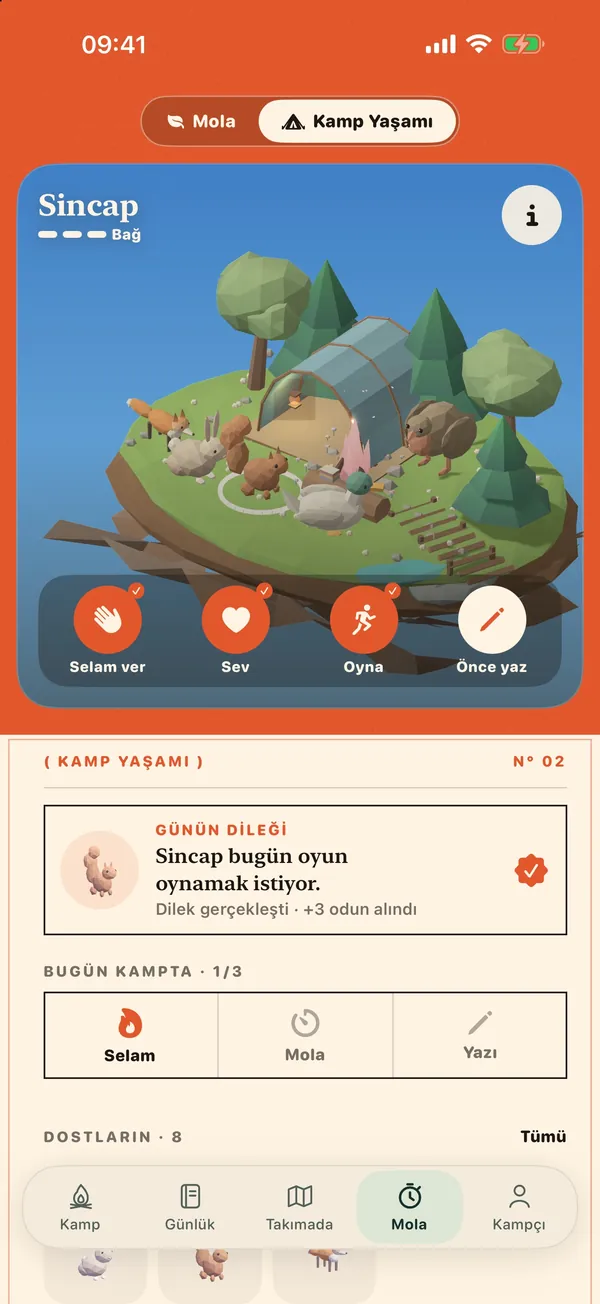 09:41
Mola
Kamp Yaşamı
Sincap
Bağ
i
Selam ver
Sev
Oyna
Önce yaz
( KAMP YAŞAMI )
N° 02
GÜNÜN DİLEĞİ
Sincap bugün oyun
oynamak istiyor.
Dilek gerçekleşti · +3 odun alındı
BUGÜN KAMPTA · 1/3
Selam
Mola
Yazı
DOSTLARIN · 8
Tümü
Kamp
Günlük
Takımada
Mola
Kampçı